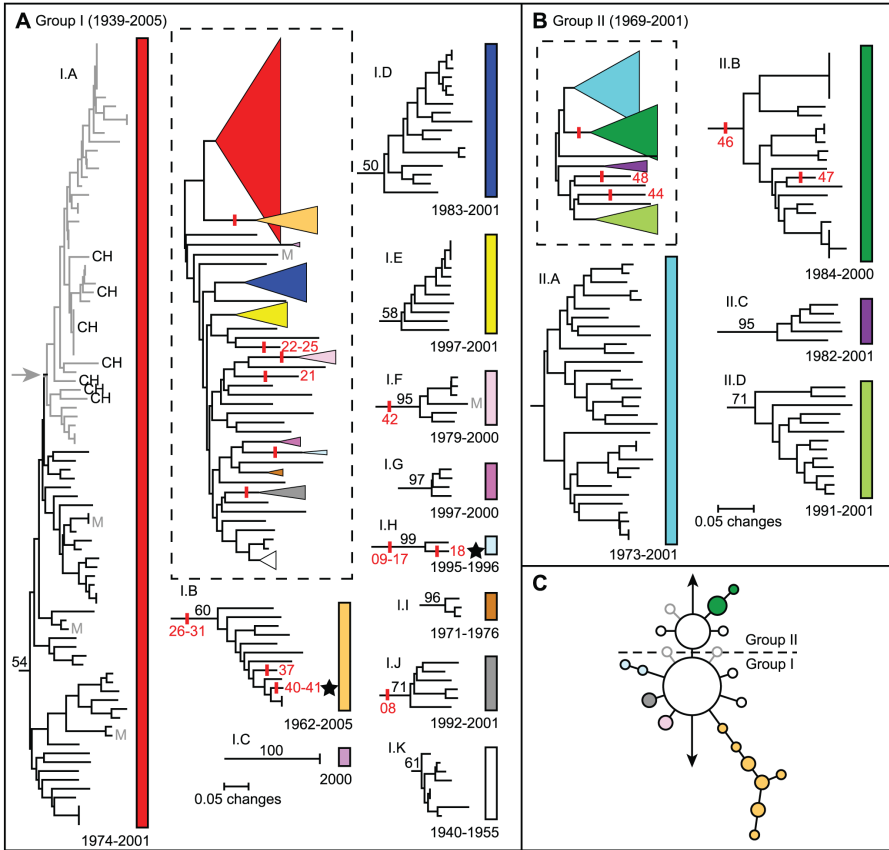 A Group I (1939-2005)
I.A
CH
CH
CH
CH
CH
CH
CH
M
M
54
M
1974-2001
M
22-25
21
I.B
60
26-31
37
40-41
1962-2005
I.C
100
2000
0.05 changes
I.D
50
1983-2001
I.E
58
1997-2001
I.F
95
M
42
1979-2000
I.G
97
1997-2000
I.H
99
09-17
18
1995-1996
I.I
96
1971-1976
I.J
71
08
1992-2001
I.K
61
1940-1955
B Group II (1969-2001)
48
44
II.A
1973-2001
II.B
46
47
1984-2000
II.C
95
1982-2001
II.D
71
1991-2001
0.05 changes
C
Group II
Group I